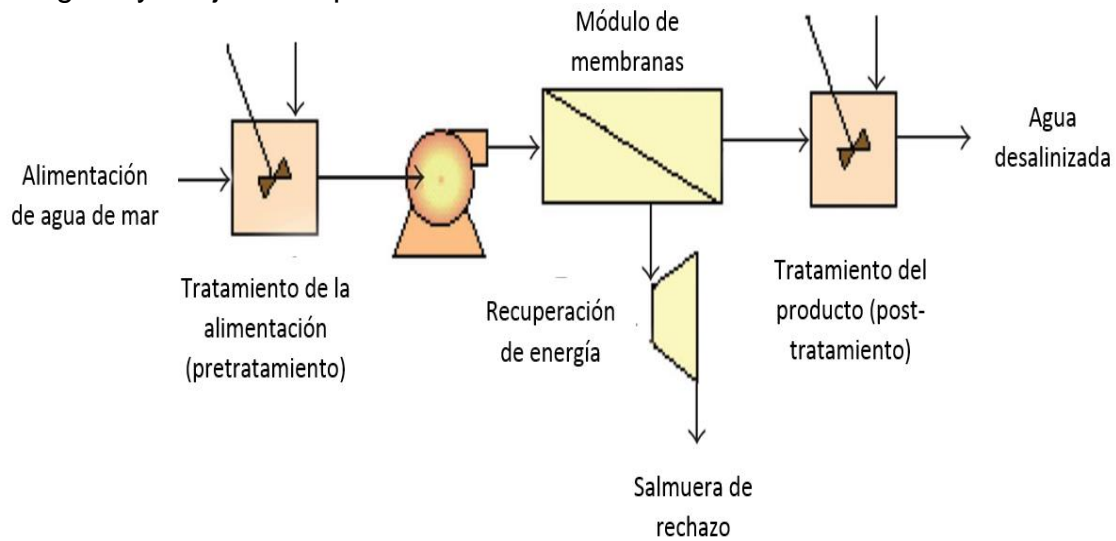 Módulo de
membranas
Alimentación
de agua de mar
Agua
desalinizada
Tratamiento de la
alimentación
(pretratamiento)
Recuperación
de energía
Tratamiento del
producto (post-
tratamiento)
Salmuera de
rechazo